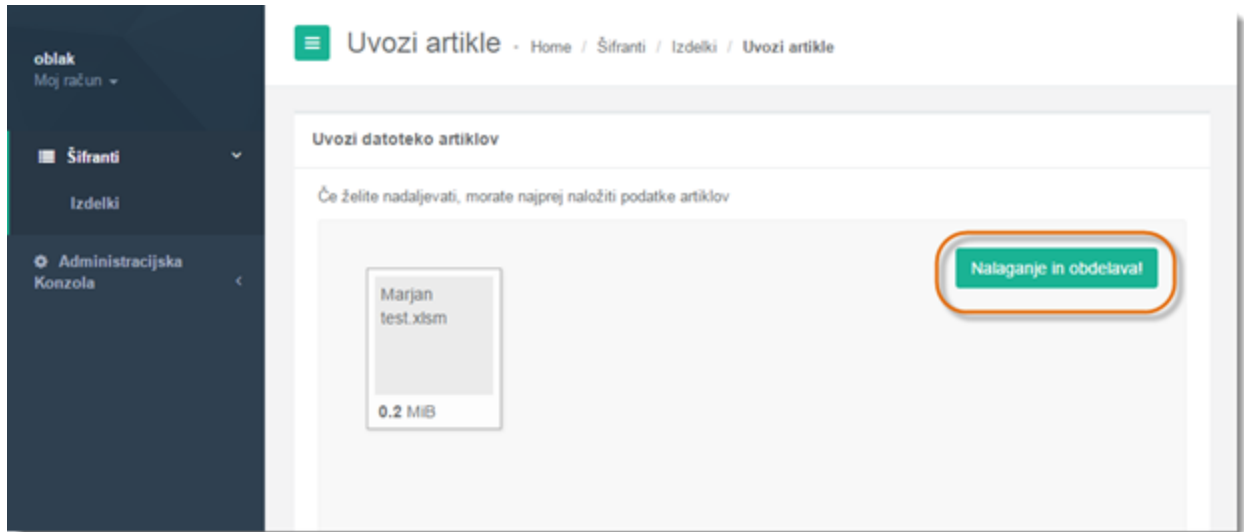 oblak
Moj račun
Šifranti
Izdelki
Administracijska
Konzola
Uvozi artikle - Home / Šifranti / Izdelki / Uvozi artikle
Uvozi datoteko artiklov
Če želite nadaljevati, morate najprej naložiti podatke artiklov
Nalaganje in obdelava!
Marjan
test.xlsm
0.2 MiB